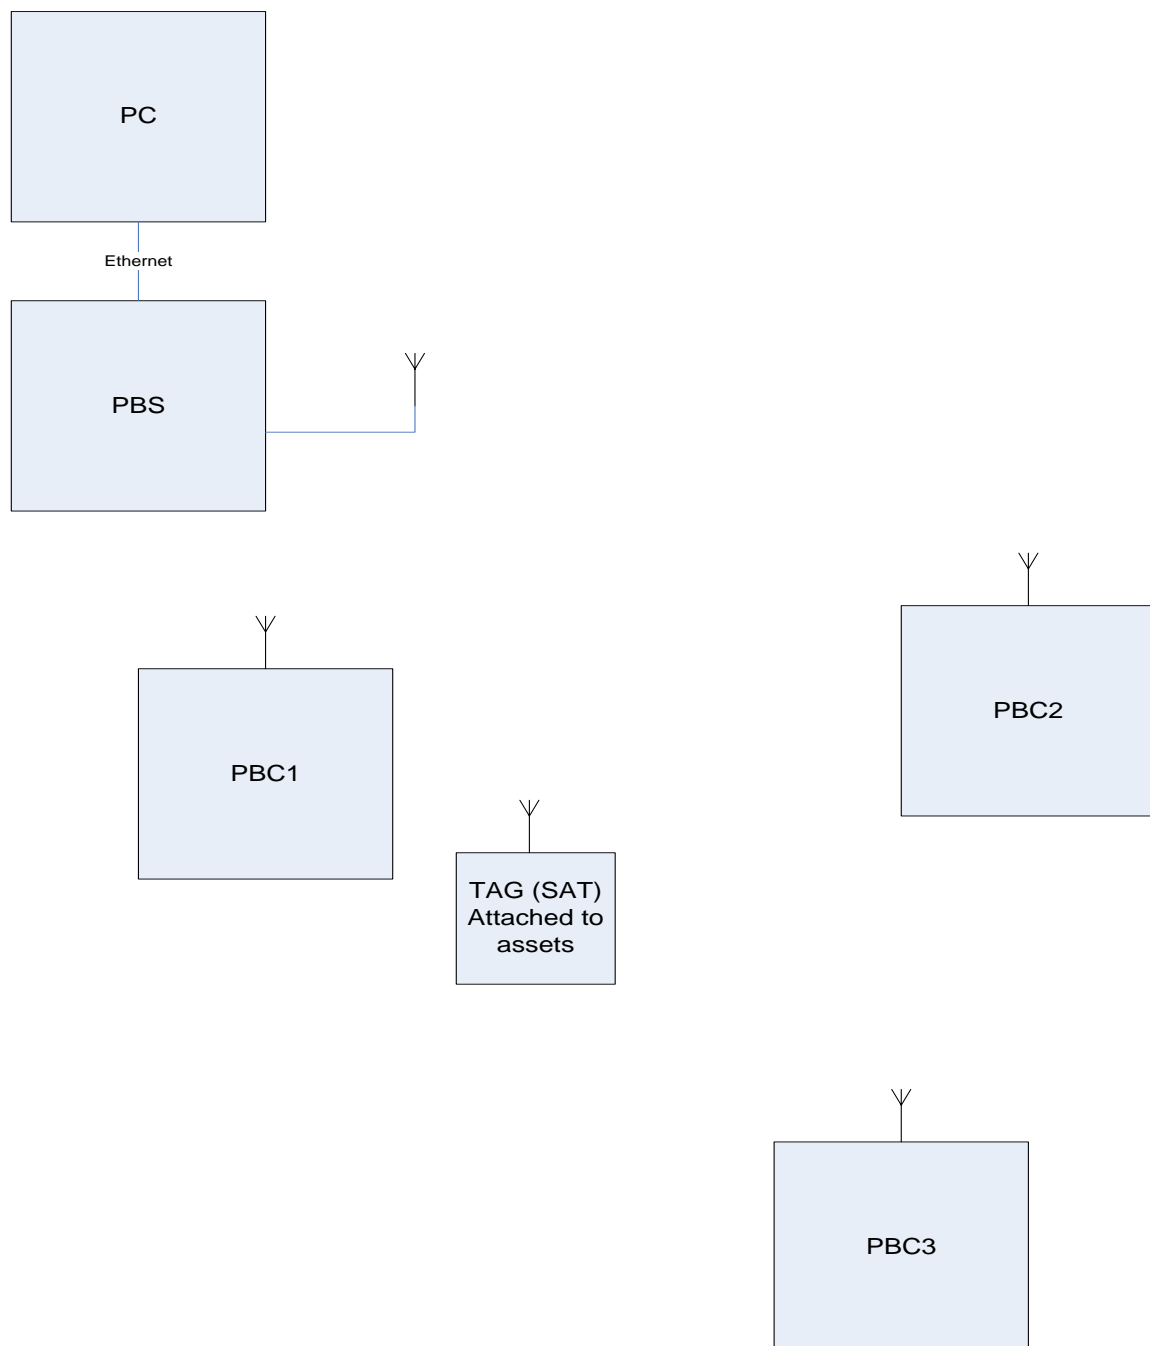 PC
Ethernet
PBS
PBC2
PBC1
TAG (SAT)
Attached to
assets
PBC3